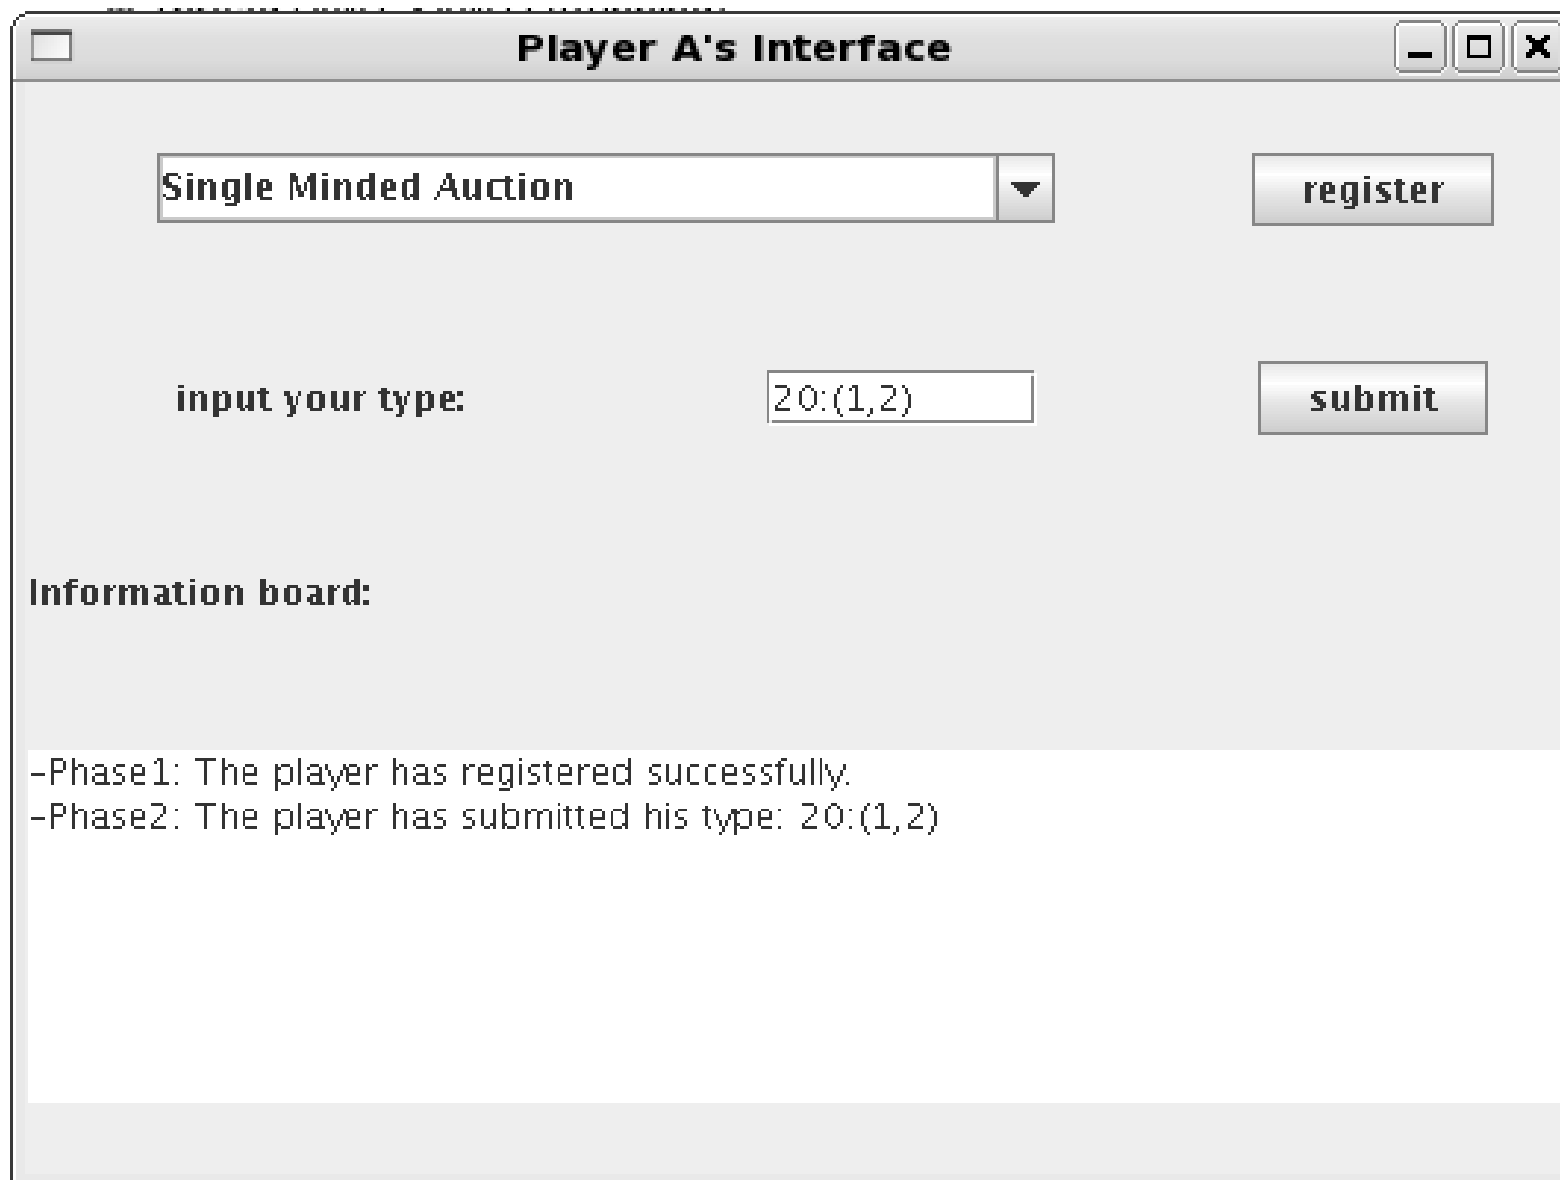 Player A's Interface
Single Minded Auction
register
input your type:
20:(1,2)
submit
Information board:
-Phase1: The player has registered successfully.
-Phase2: The player has submitted his type: 20:(1,2)